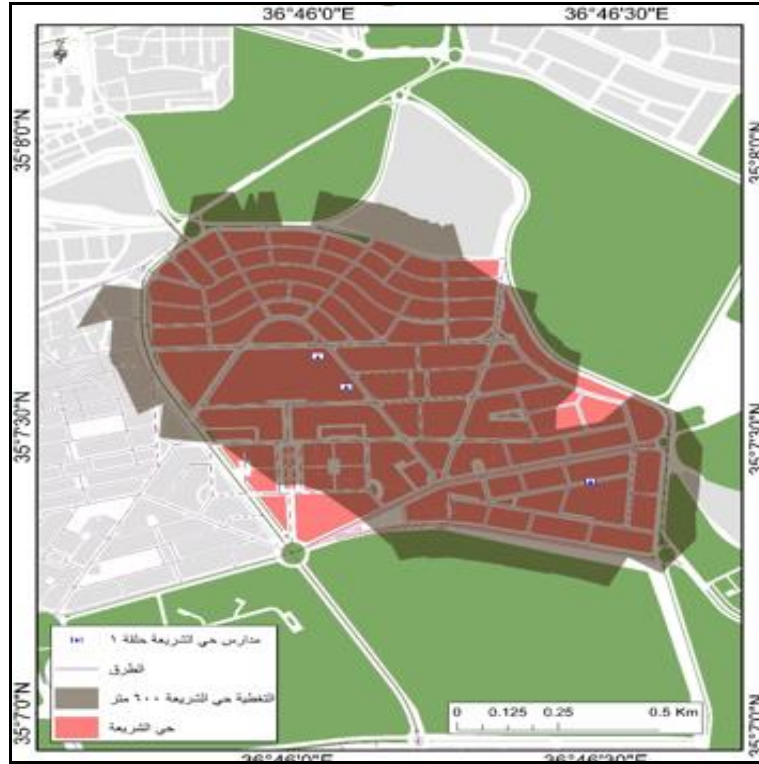 36°46'0"E 36°46'30"E
35°8'0"N 35°8'0"N
35°7'30"N 35°7'30"N
35°7'0"N 35°7'0"N
مدارس حي الشريعة حلقة ١
الطرق
التغطية حي الشريعة ٦٠٠ متر
حي الشريعة
0 0.125 0.25 0.5 Km
36°46'0"E 36°46'30"E